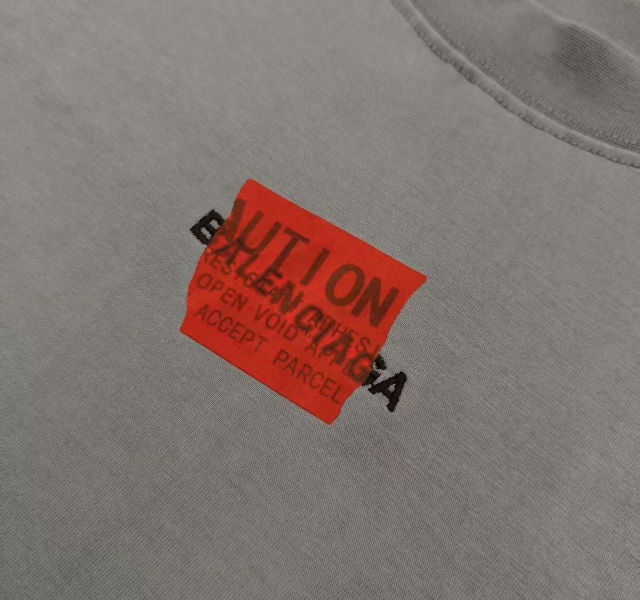 AUTION
BALENCIAGA
OPEN VOID
ACCEPT PARCEL